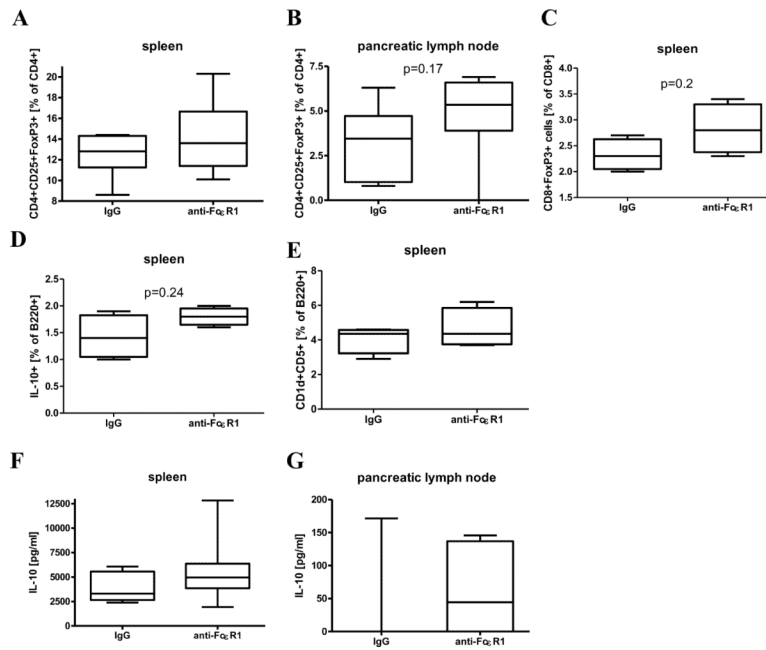 A
spleen
CD4+CD25+FoxP3+ [% of CD4+]
20
18
16
14
12
10
8
IgG
anti-FcεR1
B
pancreatic lymph node
p=0.17
CD4+CD25+FoxP3+ [% of CD4+]
7.5
5.0
2.5
0.0
IgG
anti-FcεR1
C
spleen
p=0.2
CD8+FoxP3+ cells [% of CD8+]
4.0
3.5
3.0
2.5
2.0
1.5
IgG
anti-FcεR1
D
spleen
p=0.24
IL-10+ [% of B220+]
2.5
2.0
1.5
1.0
0.5
0.0
IgG
anti-FcεR1
E
spleen
CD1d+CD5+ [% of B220+]
8
6
4
2
0
IgG
anti-FcεR1
F
spleen
IL-10 [pg/ml]
12500
10000
7500
5000
2500
0
IgG
anti-FcεR1
G
pancreatic lymph node
IL-10 [pg/ml]
200
150
100
50
0
IgG
anti-FcεR1